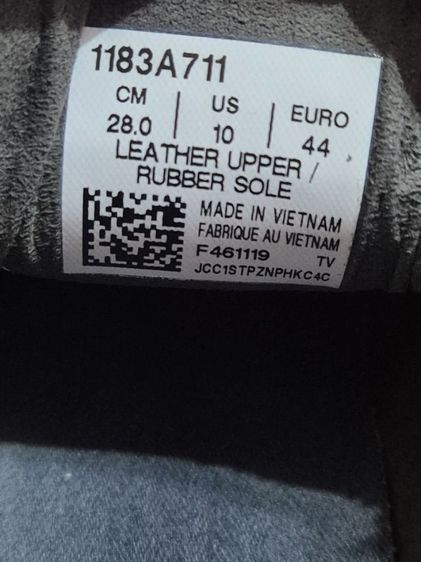 1183A711
CM | US | EURO
28.0 | 10 | 44
LEATHER UPPER /
RUBBER SOLE
MADE IN VIETNAM
FABRIQUE AU VIETNAM
F461119 TV
JCC1STPZNPHKC4C